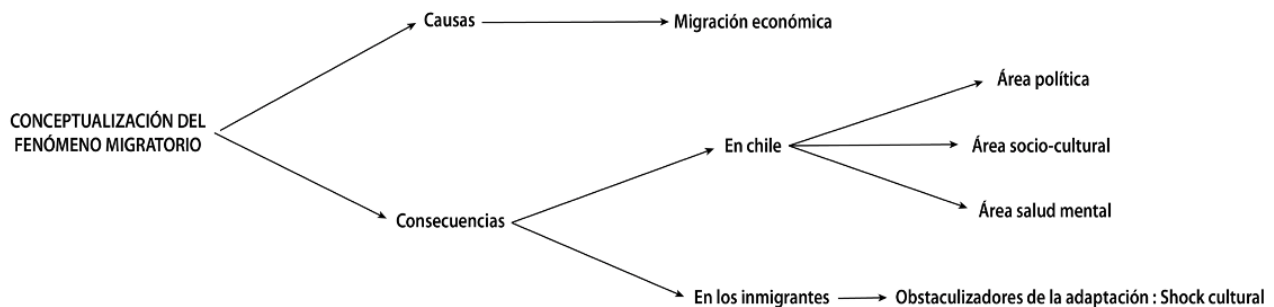 Causas
Migración económica
CONCEPTUALIZACIÓN DEL
FENÓMENO MIGRATORIO
Área política
En chile
Área socio-cultural
Área salud mental
Consecuencias
En los inmigrantes
Obstaculizadores de la adaptación : Shock cultural